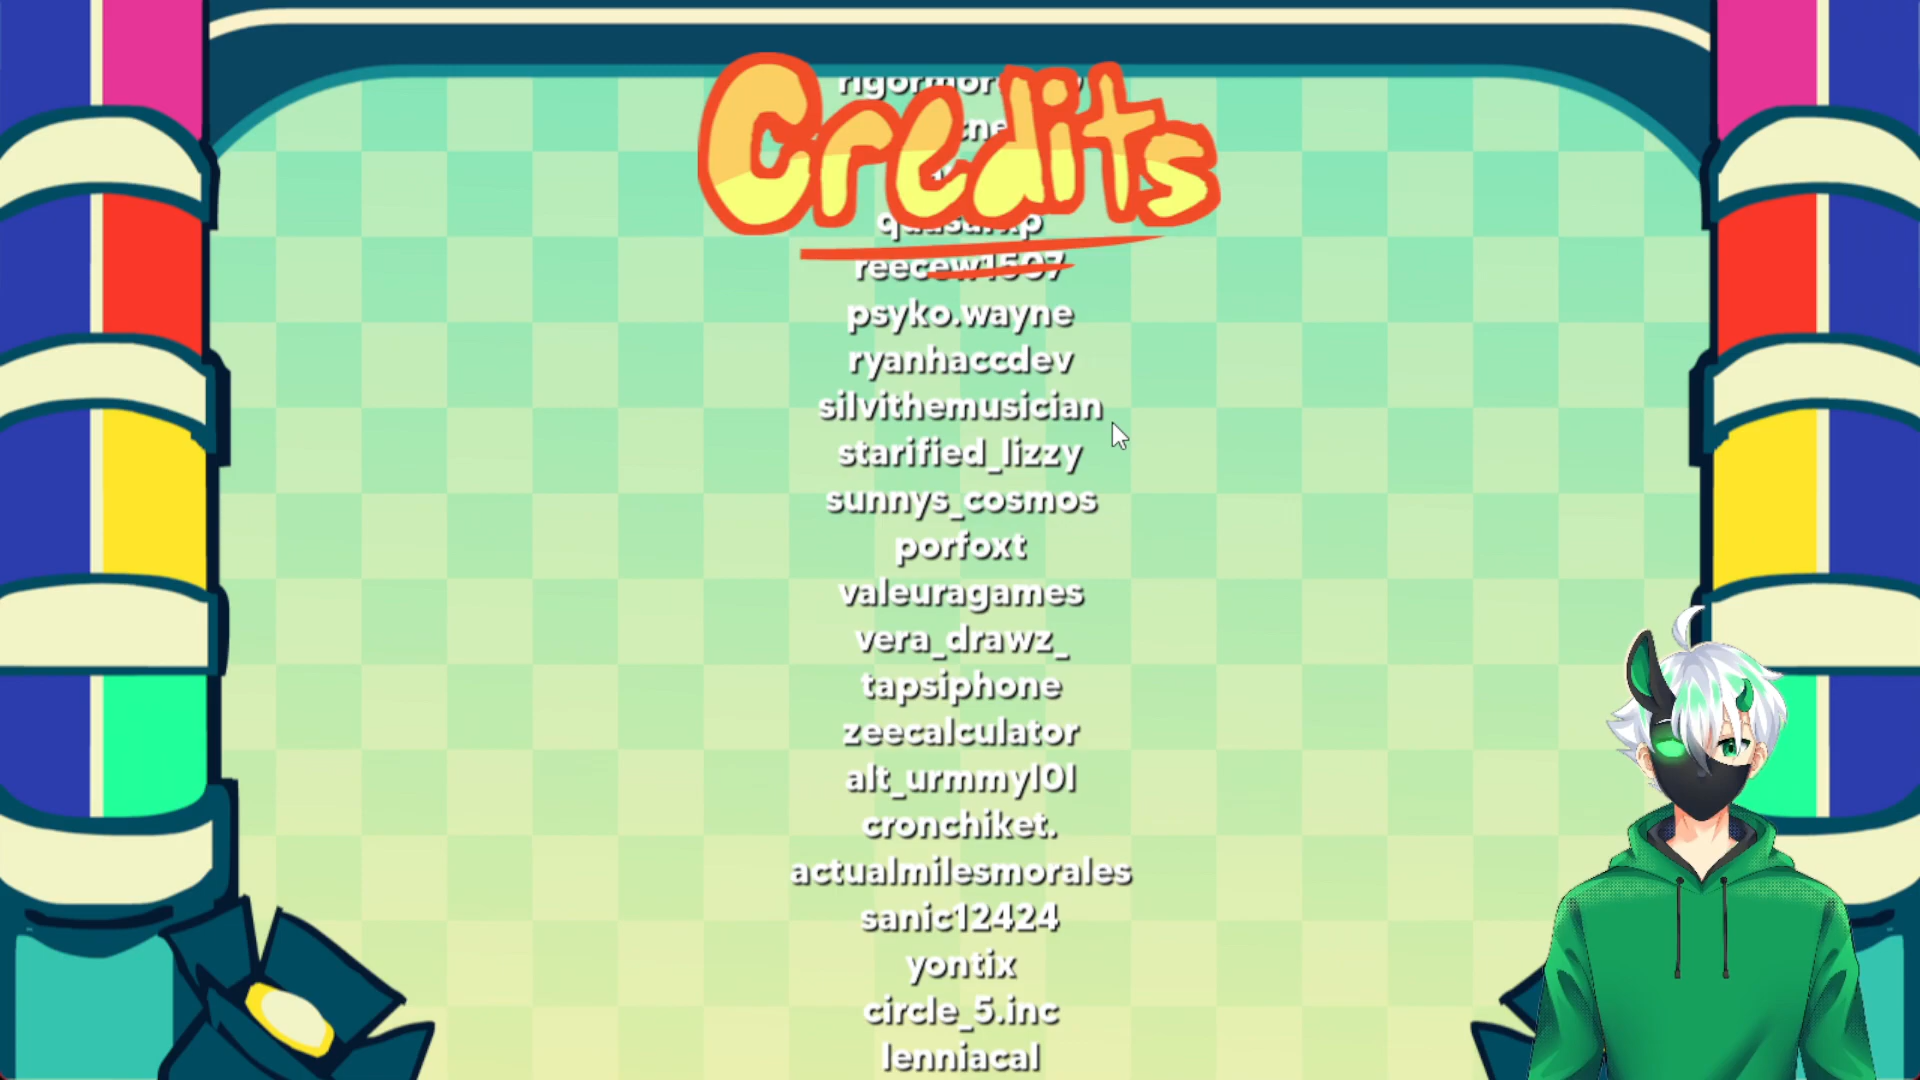 Credits
reecew1507
psyko.wayne
ryanhaccdev
silvithemusician
starified_lizzy
sunnys_cosmos
porfoxt
valeuragames
vera_drawz_
tapsiphone
zeecalculator
alt_urmmyl0l
cronchiket.
actualmilesmorales
sanic12424
yontix
circle_5.inc
lenniacal